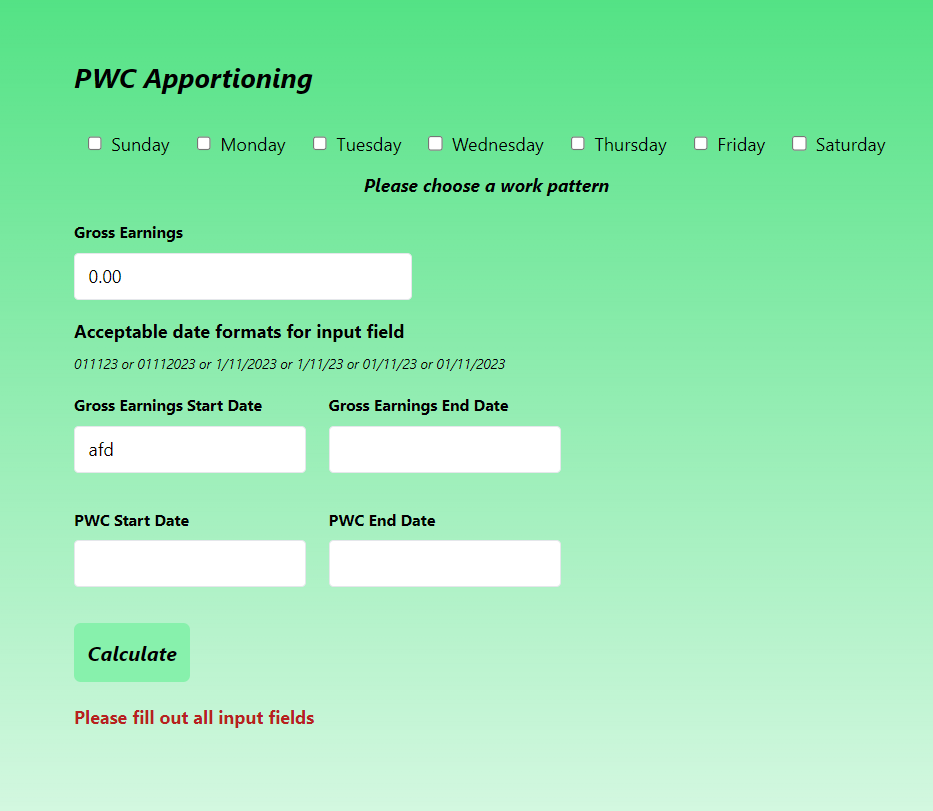 PWC Apportioning
Sunday Monday Tuesday Wednesday Thursday Friday Saturday
Please choose a work pattern
Gross Earnings
0.00
Acceptable date formats for input field
011123 or 01112023 or 1/11/2023 or 1/11/23 or 01/11/23 or 01/11/2023
Gross Earnings Start Date Gross Earnings End Date
afd
PWC Start Date PWC End Date
Calculate
Please fill out all input fields